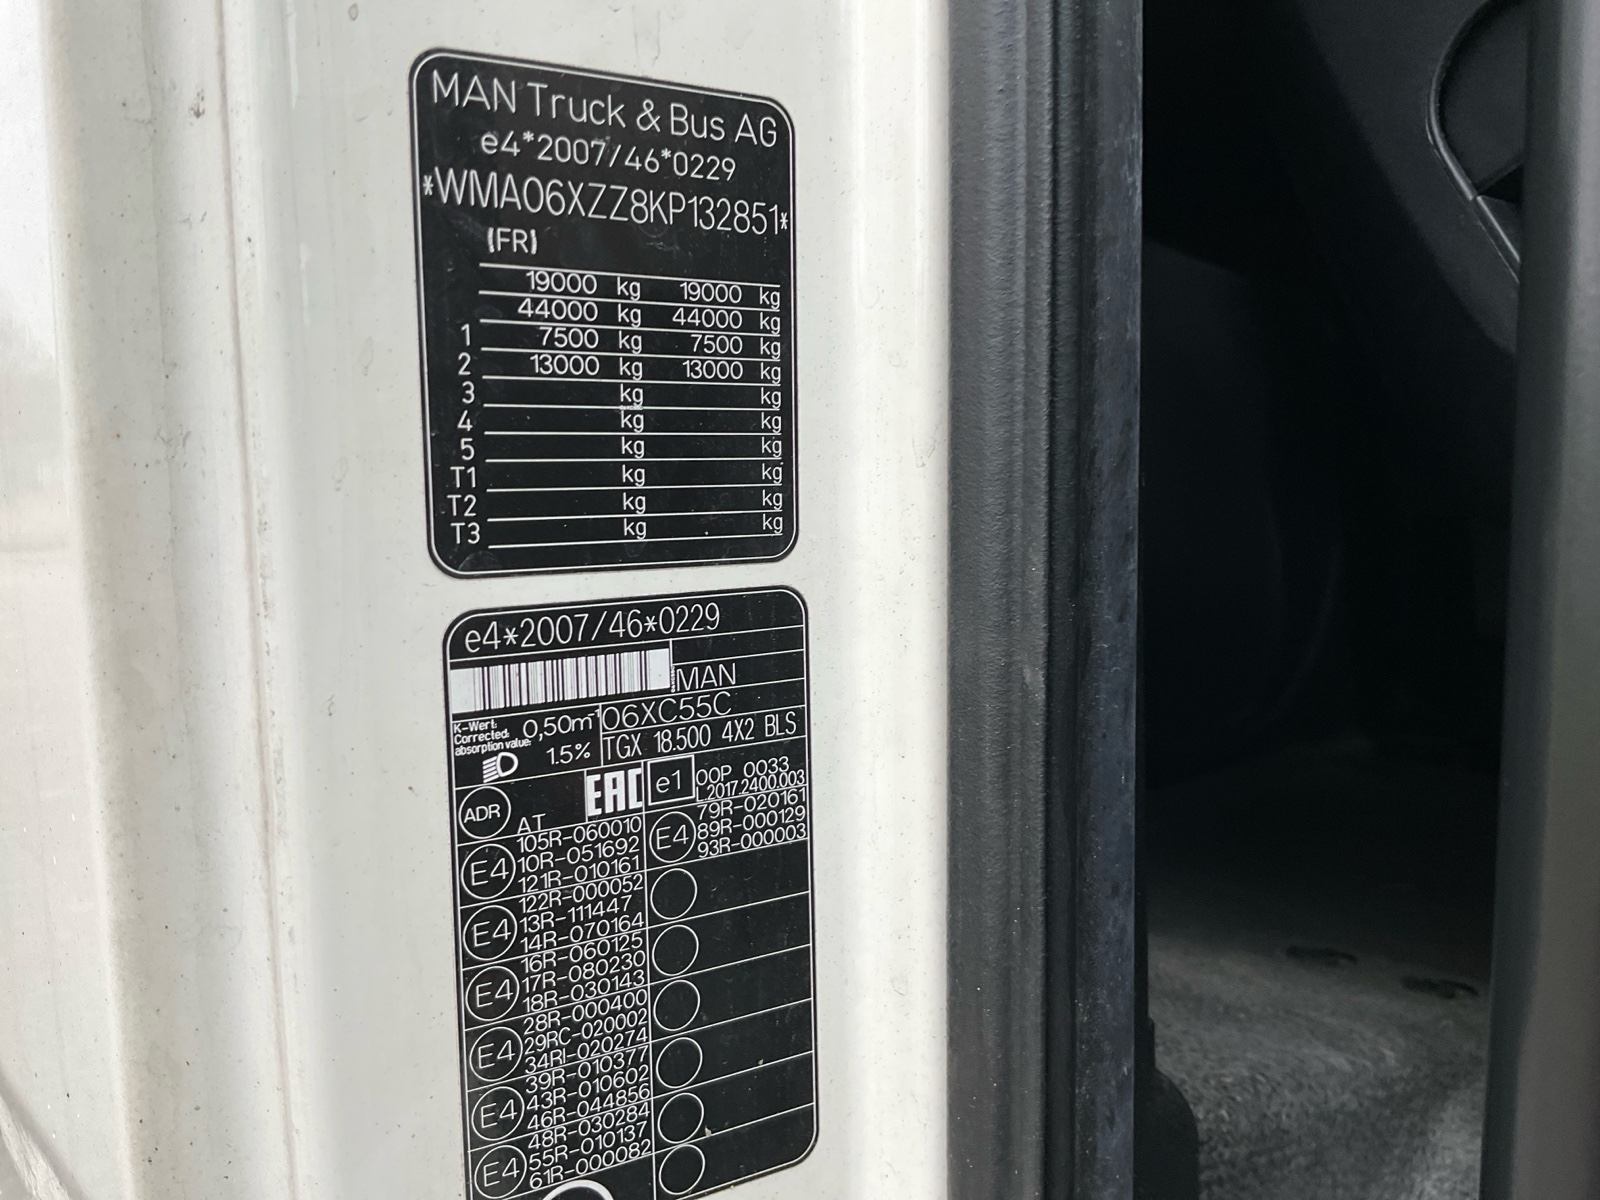 MAN Truck & Bus AG
e4*2007/46*0229
*WMA06XZZ8KP132851*
(FR)
19000 kg 19000 kg
44000 kg 44000 kg
1 7500 kg 7500 kg
2 13000 kg 13000 kg
3 kg kg
4 kg kg
5 kg kg
T1 kg kg
T2 kg kg
T3 kg kg
e4*2007/46*0229
MAN
K-Wert: Corrected absorption value: 0,50m⁻¹
06XC55C
1.5%
TGX 18.500 4X2 BLS
ADR AT EAC
e1 00P 0033
L.2017.2400.003
E4 105R-060010
10R-051692
121R-010161
E4 122R-000052
13R-111447
14R-070164
E4 16R-060125
17R-080230
18R-030143
E4 28R-000400
29RC-020002
34RI-020274
E4 39R-010377
43R-010602
46R-044856
E4 48R-030284
55R-010137
61R-000082
E4 79R-020161
89R-000129
93R-000003